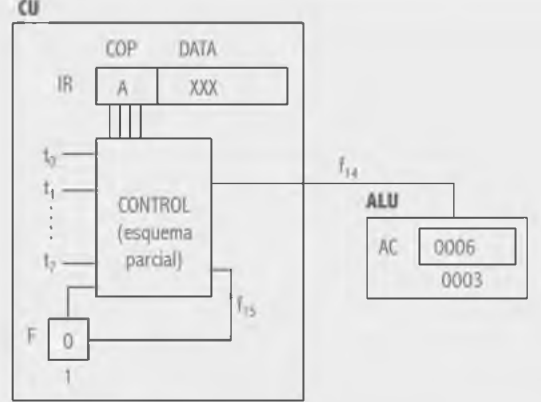 CU
COP DATA
IR A XXX
t₀
t₁
t₇
CONTROL
(esquema
parcial)
f₁₄
ALU
AC 0006
0003
f₁₅
F 0
1